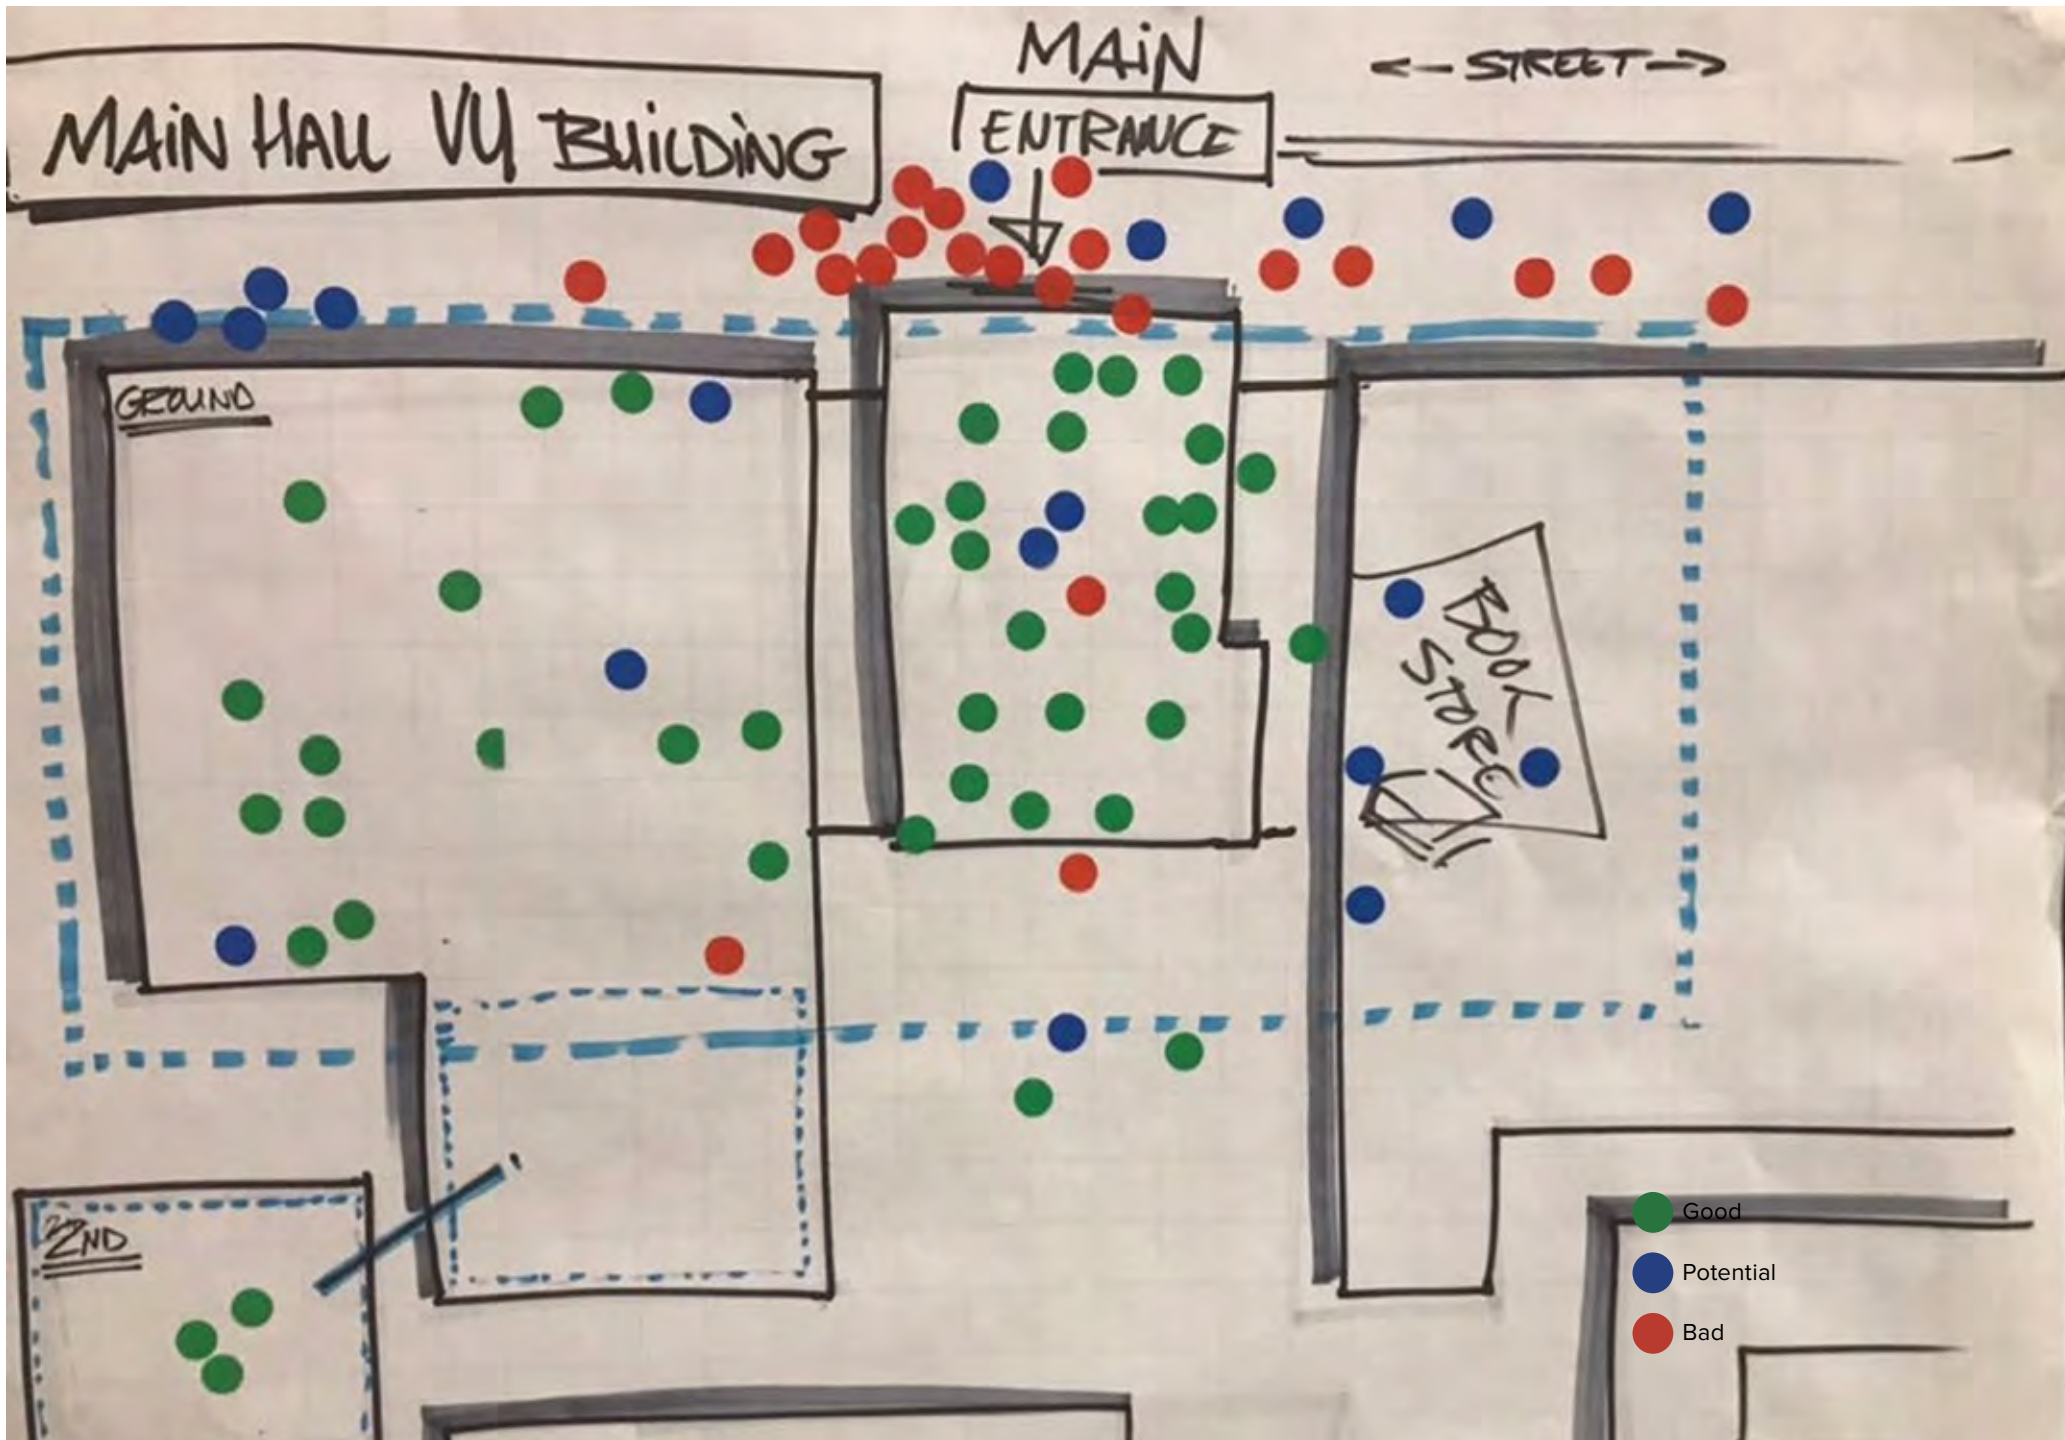 MAIN HALL VU BUILDING
MAIN
ENTRANCE
<- - STREET - ->
GROUND
BOOK
STORE
2ND
Good
Potential
Bad